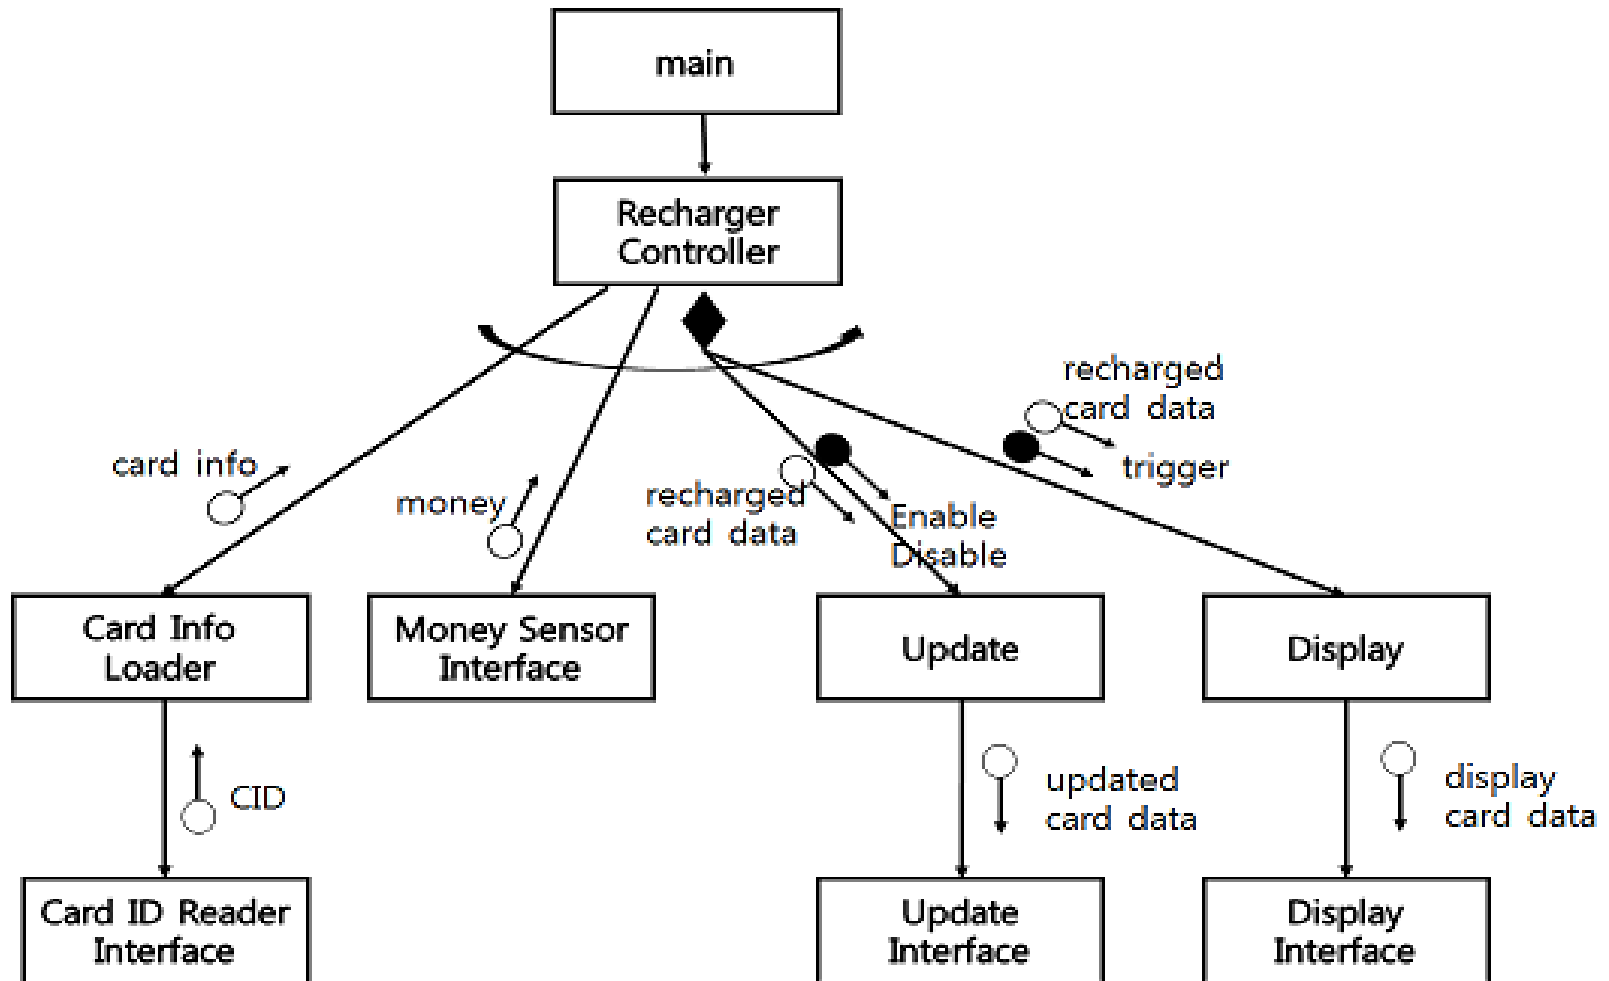 main
Recharger
Controller
recharged
card data
trigger
card info
money
recharged
card data
Enable
Disable
Card Info
Loader
Money Sensor
Interface
Update
Display
CID
updated
card data
display
card data
Card ID Reader
Interface
Update
Interface
Display
Interface